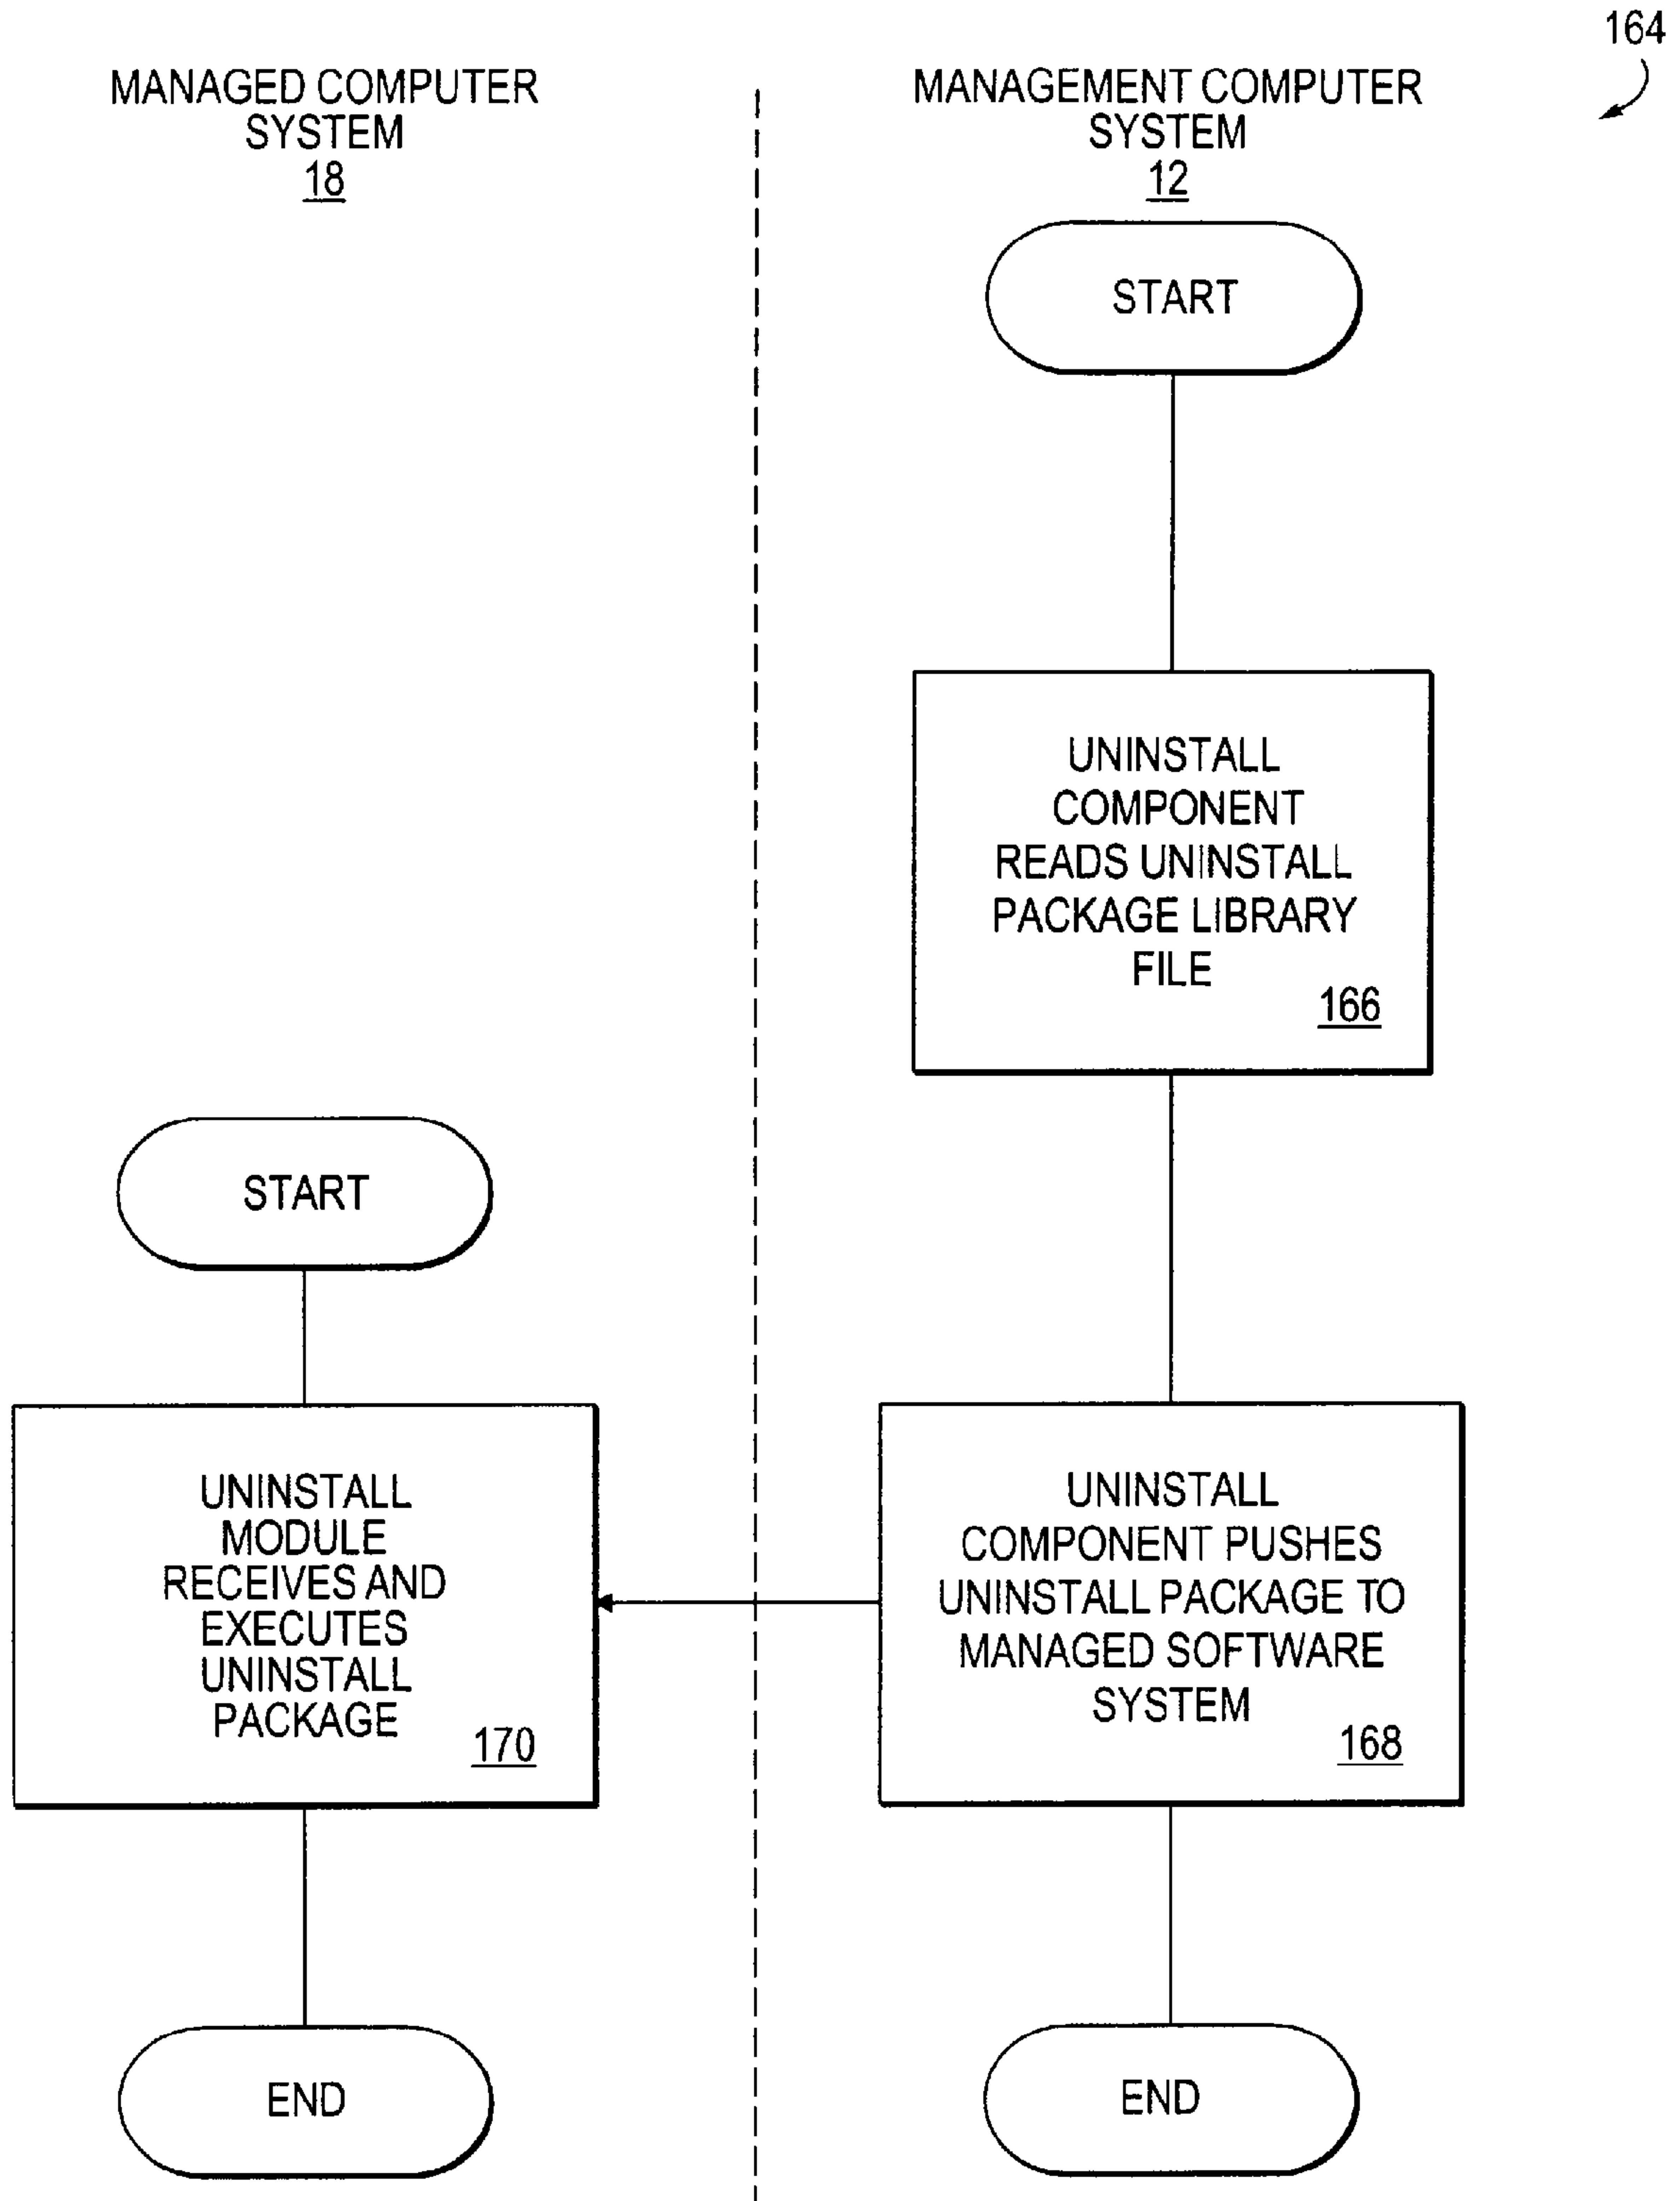 164
MANAGED COMPUTER
SYSTEM
18
MANAGEMENT COMPUTER
SYSTEM
12
START
UNINSTALL
COMPONENT
READS UNINSTALL
PACKAGE LIBRARY
FILE
166
START
UNINSTALL
MODULE
RECEIVES AND
EXECUTES
UNINSTALL
PACKAGE
170
UNINSTALL
COMPONENT PUSHES
UNINSTALL PACKAGE TO
MANAGED SOFTWARE
SYSTEM
168
END
END